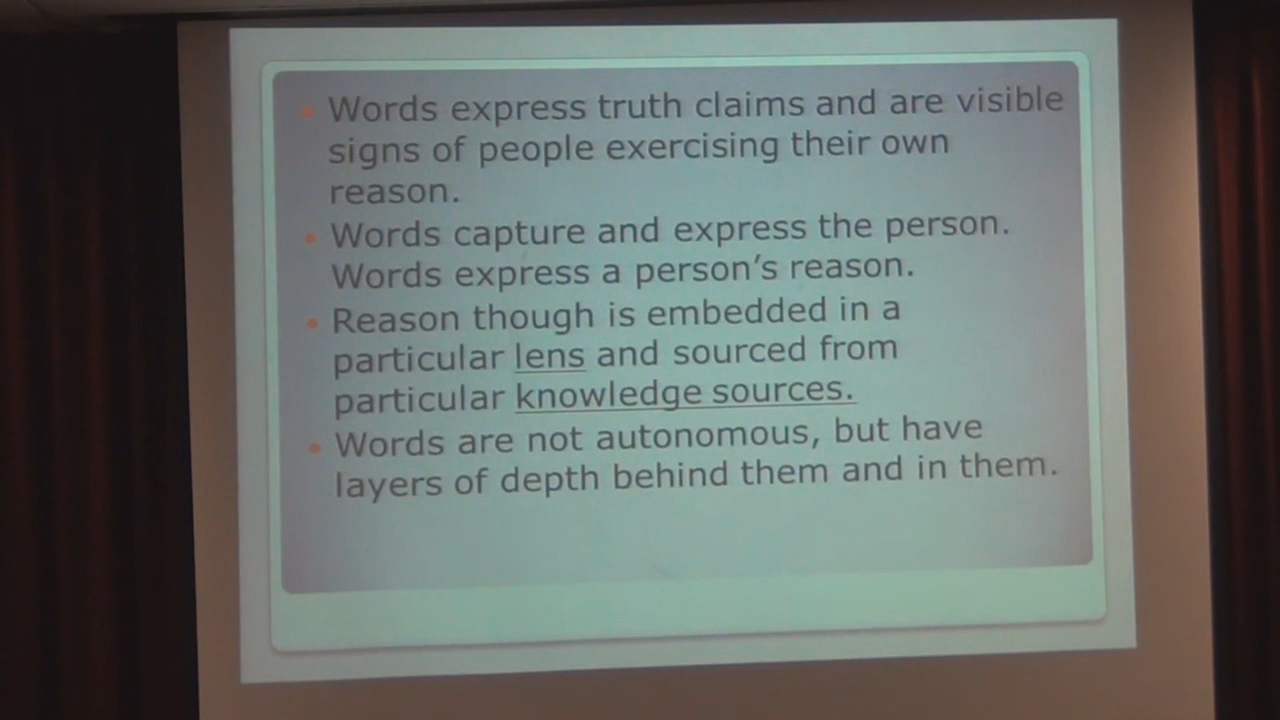 • Words express truth claims and are visible
signs of people exercising their own
reason.
• Words capture and express the person.
Words express a person's reason.
• Reason though is embedded in a
particular lens and sourced from
particular knowledge sources.
• Words are not autonomous, but have
layers of depth behind them and in them.